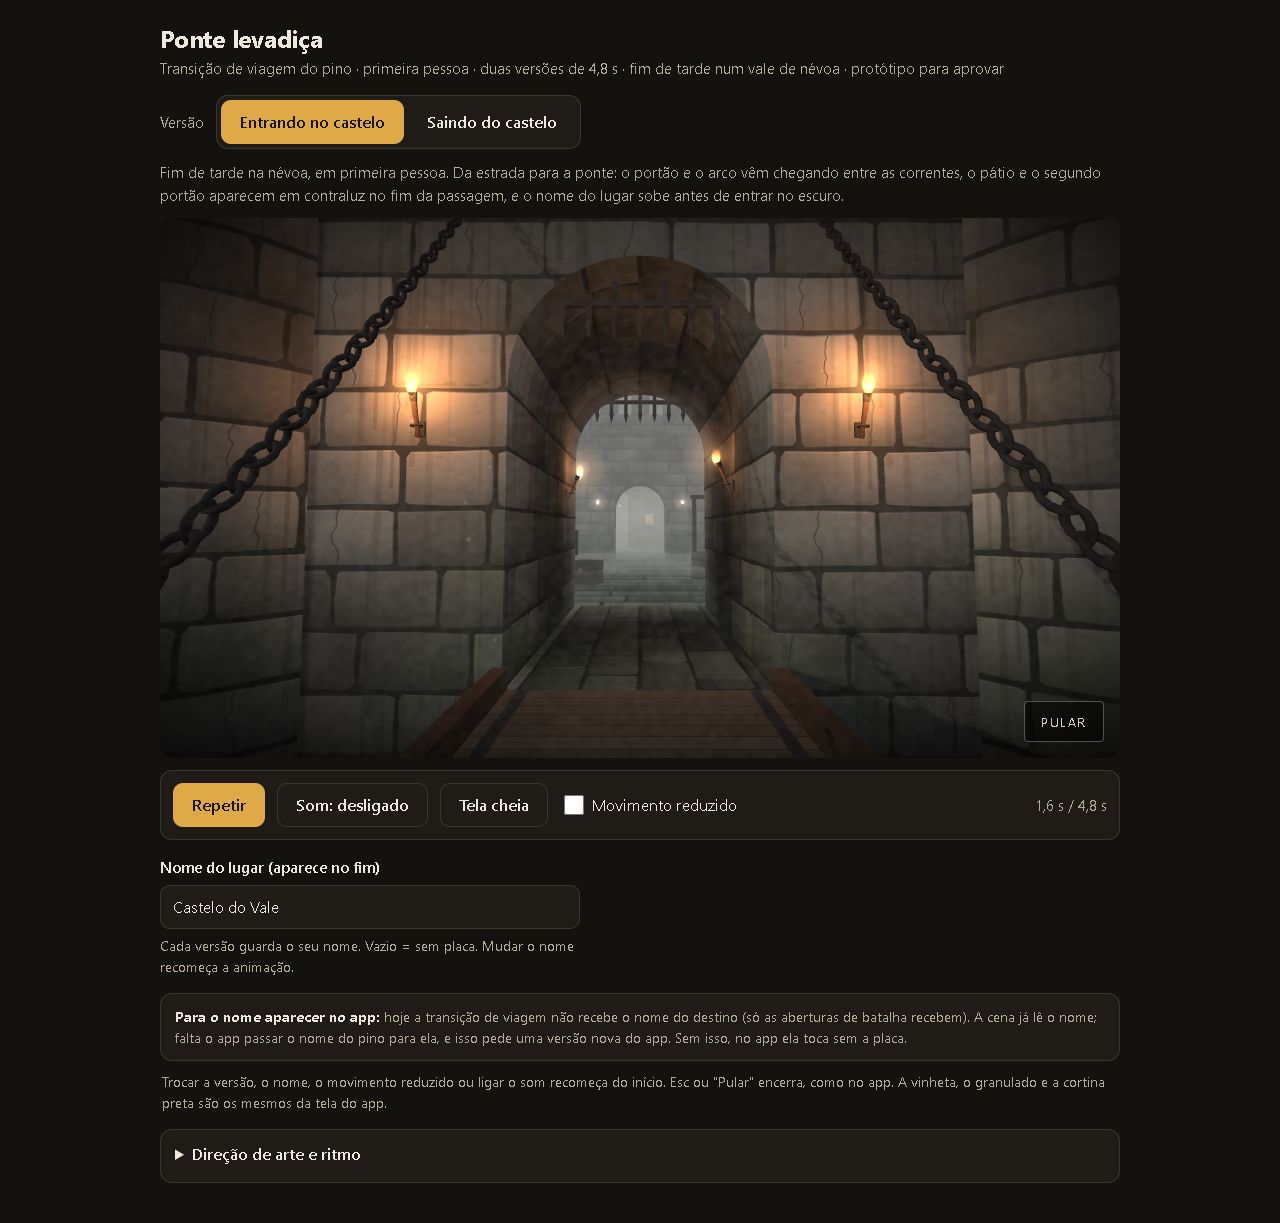 Ponte levadiça
Transição de viagem do pino · primeira pessoa · duas versões de 4,8 s · fim de tarde num vale de névoa · protótipo para aprovar
Versão
Entrando no castelo
Saindo do castelo
Fim de tarde na névoa, em primeira pessoa. Da estrada para a ponte: o portão e o arco vêm chegando entre as correntes, o pátio e o segundo
portão aparecem em contraluz no fim da passagem, e o nome do lugar sobe antes de entrar no escuro.
PULAR
Repetir
Som: desligado
Tela cheia
Movimento reduzido
1,6 s / 4,8 s
Nome do lugar (aparece no fim)
Castelo do Vale
Cada versão guarda o seu nome. Vazio = sem placa. Mudar o nome
recomeça a animação.
Para o nome aparecer no app: hoje a transição de viagem não recebe o nome do destino (só as aberturas de batalha recebem). A cena já lê o nome;
falta o app passar o nome do pino para ela, e isso pede uma versão nova do app. Sem isso, no app ela toca sem a placa.
Trocar a versão, o nome, o movimento reduzido ou ligar o som recomeça do início. Esc ou "Pular" encerra, como no app. A vinheta, o granulado e a cortina
preta são os mesmos da tela do app.
Direção de arte e ritmo